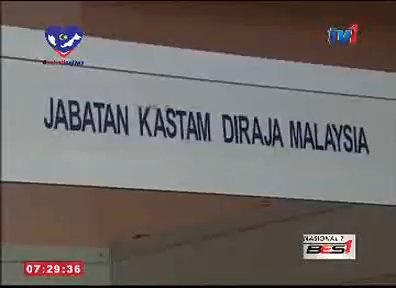 TV1
JABATAN KASTAM DIRAJA MALAYSIA
NASIONAL 7
BES1
07:29:36